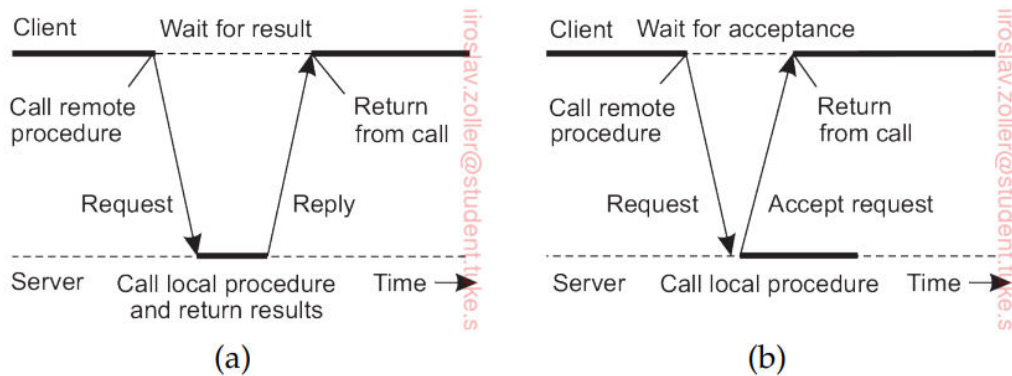 Client Wait for result
Call remote procedure
Return from call
Request
Reply
Server
Call local procedure and return results
Time
(a)
Client Wait for acceptance
Call remote procedure
Return from call
Request
Accept request
Server
Call local procedure
Time
(b)